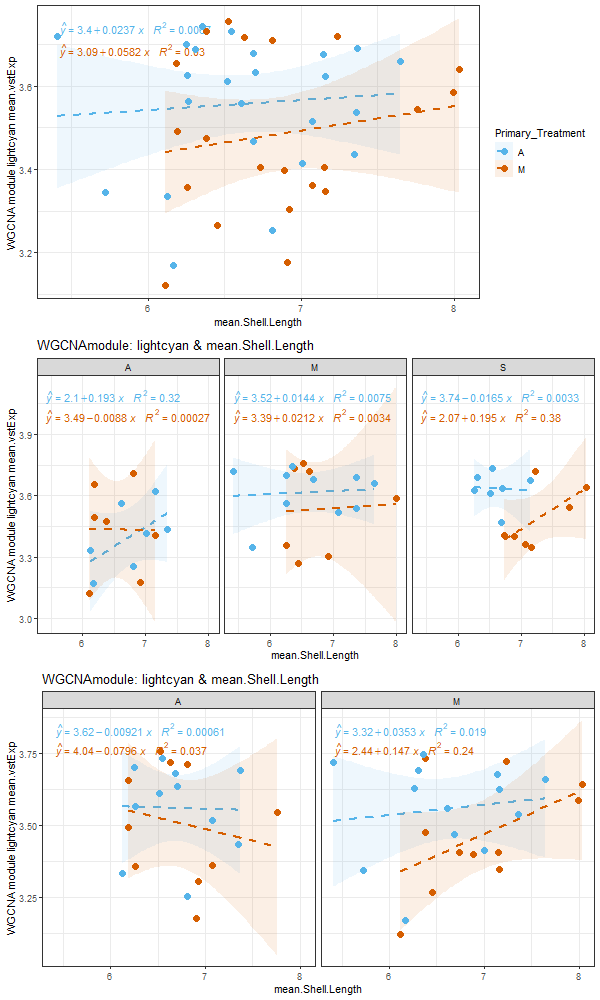 ŷ = 3.4 + 0.0237 x R² = 0.0067
ŷ = 3.09 + 0.0582 x R² = 0.03
3.6
3.4
3.2
WGCNA module lightcyan mean.vstExp
6 7 8
mean.Shell.Length
Primary_Treatment
A
M
WGCNAmodule: lightcyan & mean.Shell.Length
A M S
ŷ = 2.1 + 0.193 x R² = 0.32 ŷ = 3.52 + 0.0144 x R² = 0.0075 ŷ = 3.74 − 0.0165 x R² = 0.0033
ŷ = 3.49 − 0.0088 x R² = 0.00027 ŷ = 3.39 + 0.0212 x R² = 0.0034 ŷ = 2.07 + 0.195 x R² = 0.38
3.9
3.6
3.3
3.0
WGCNA module lightcyan mean.vstExp
6 7 8 6 7 8 6 7 8
mean.Shell.Length
WGCNAmodule: lightcyan & mean.Shell.Length
A M
ŷ = 3.62 − 0.00921 x R² = 0.00061 ŷ = 3.32 + 0.0353 x R² = 0.019
ŷ = 4.04 − 0.0796 x R² = 0.037 ŷ = 2.44 + 0.147 x R² = 0.24
3.75
3.50
3.25
WGCNA module lightcyan mean.vstExp
6 7 8 6 7 8
mean.Shell.Length